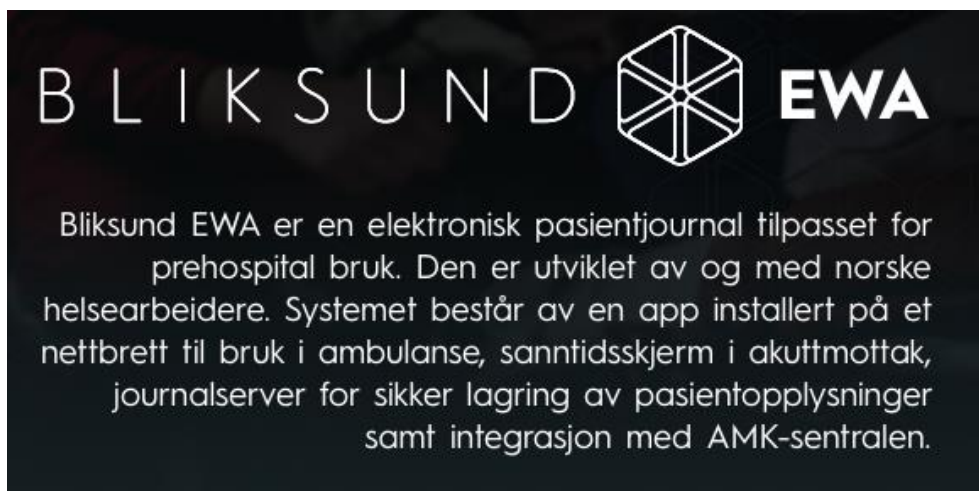 BLIKSUND EWA
Bliksund EWA er en elektronisk pasientjournal tilpasset for
prehospital bruk. Den er utviklet av og med norske
helsearbeidere. Systemet består av en app installert på et
nettbrett til bruk i ambulanse, sanntidsskjerm i akuttmottak,
journalserver for sikker lagring av pasientopplysninger
samt integrasjon med AMK-sentralen.